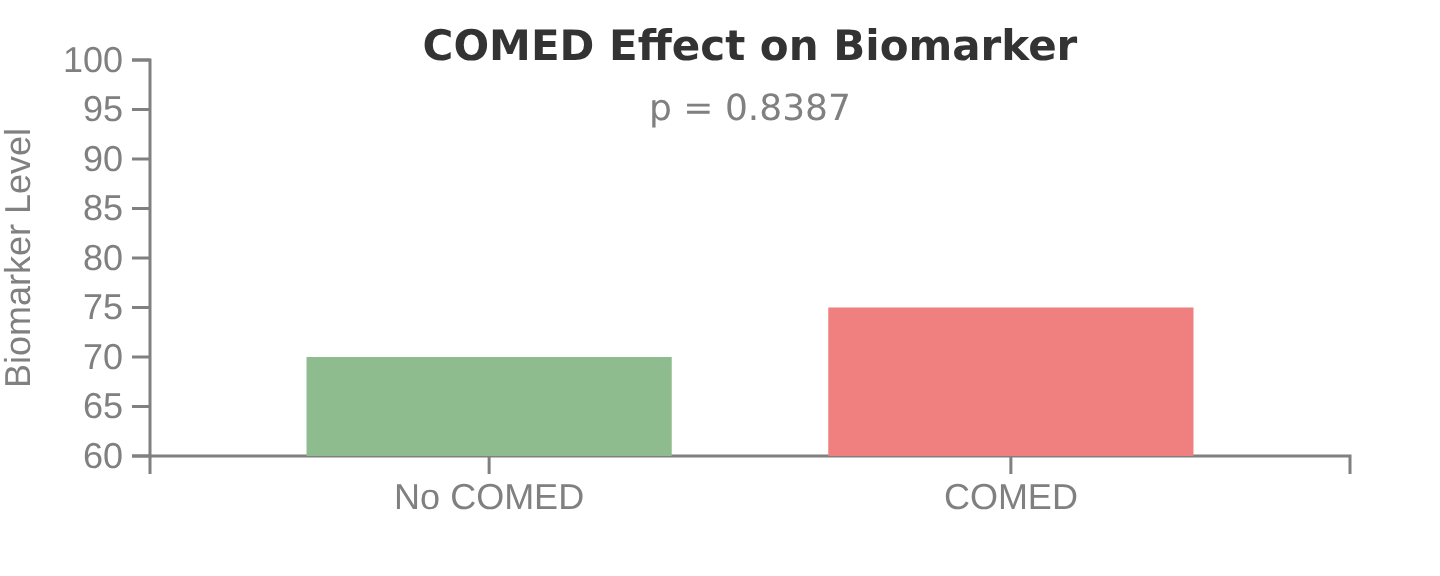 COMED Effect on Biomarker
p = 0.8387
Biomarker Level
100
95
90
85
80
75
70
65
60
No COMED
COMED